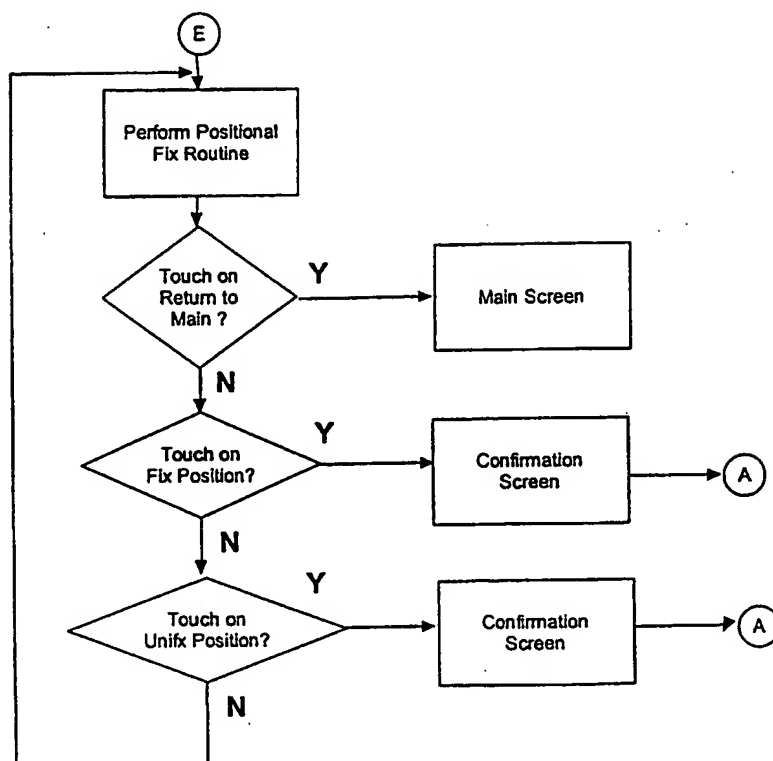 E
Perform Positional
Fix Routine
Touch on
Return to
Main ?
Y
Main Screen
N
Touch on
Fix Position?
Y
Confirmation
Screen
A
N
Touch on
Unifx Position?
Y
Confirmation
Screen
A
N